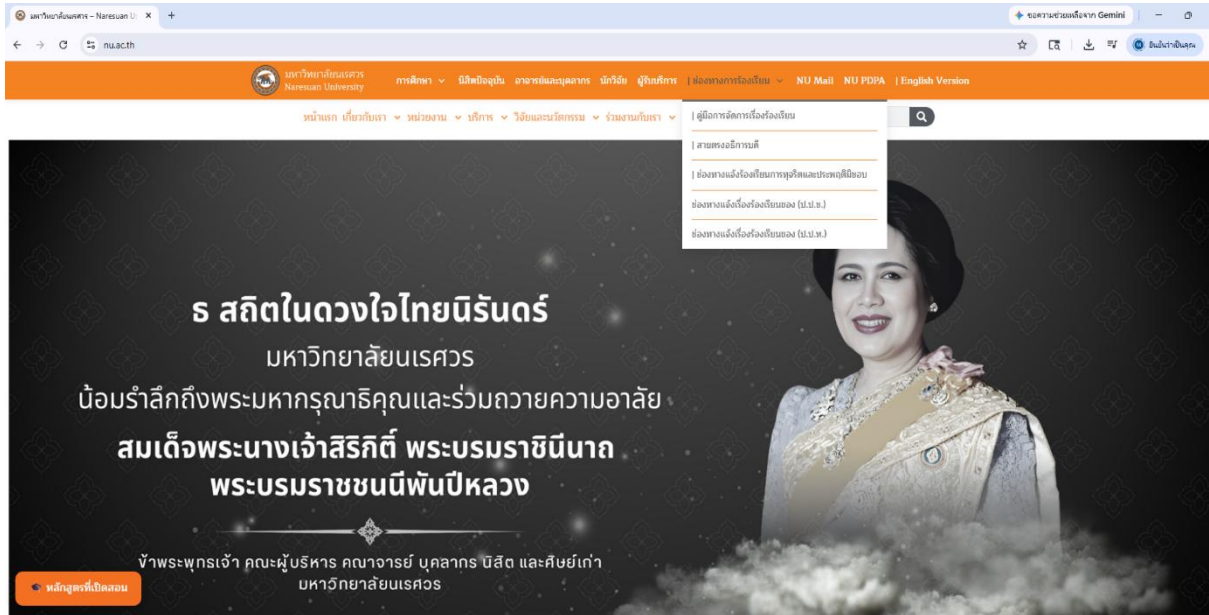 มหาวิทยาลัยนเรศวร – Naresuan U
ขอความช่วยเหลือจาก Gemini
nu.ac.th
ยืนยันว่าเป็นคุณ
มหาวิทยาลัยนเรศวร
Naresuan University
การศึกษา นิสิตปัจจุบัน อาจารย์และบุคลากร นักวิจัย ผู้รับบริการ | ช่องทางการร้องเรียน NU Mail NU PDPA | English Version
หน้าแรก เกี่ยวกับเรา หน่วยงาน บริการ วิจัยและนวัตกรรม ร่วมงานกับเรา
| คู่มือการจัดการเรื่องร้องเรียน
| สายตรงอธิการบดี
| ช่องทางแจ้งร้องเรียนการทุจริตและประพฤติมิชอบ
ช่องทางแจ้งเรื่องร้องเรียนของ (ป.ป.ช.)
ช่องทางแจ้งเรื่องร้องเรียนของ (ป.ป.ท.)
ธ สถิตในดวงใจไทยนิรันดร์
มหาวิทยาลัยนเรศวร
น้อมรำลึกถึงพระมหากรุณาธิคุณและร่วมถวายความอาลัย
สมเด็จพระนางเจ้าสิริกิติ์ พระบรมราชินีนาถ
พระบรมราชชนนีพันปีหลวง
ข้าพระพุทธเจ้า คณะผู้บริหาร คณาจารย์ บุคลากร นิสิต และศิษย์เก่า
มหาวิทยาลัยนเรศวร
หลักสูตรที่เปิดสอน